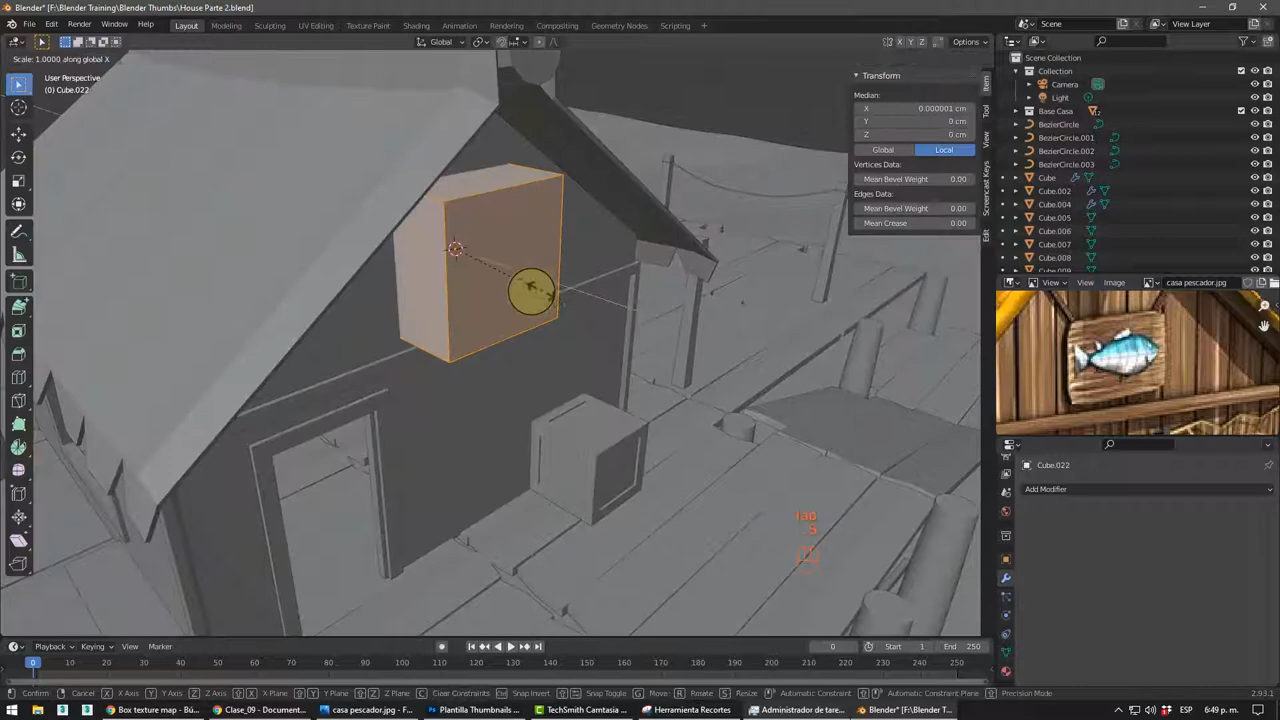 Blender* [F:\Blender Training\Blender Thumbs\House Parte 2.blend]
File Edit Render Window Help Layout Modeling Sculpting UV Editing Texture Paint Shading Animation Rendering Compositing Geometry Nodes Scripting + Scene View Layer
Global X Y Z Options
Scale: 1.0000 along global X
User Perspective
(0) Cube.022
Transform
Median:
X 0.000001 cm
Y 0 cm
Z 0 cm
Global Local
Vertices Data:
Mean Bevel Weight 0.00
Edges Data:
Mean Bevel Weight 0.00
Mean Crease 0.00
Item
Tool
View
Screencast Keys
Edit
Scene Collection
Collection
Camera
Light
Base Casa 12
BezierCircle
BezierCircle.001
BezierCircle.002
BezierCircle.003
Cube
Cube.002
Cube.004
Cube.005
Cube.006
Cube.007
Cube.008
Cube.009
View View Image casa pescador.jpg
Cube.022
Add Modifier
S
Playback Keying View Marker 0 Start 1 End 250
0 10 20 30 40 50 60 70 80 90 100 110 120 130 140 150 160 170 180 190 200 210 220 230 240 250
Confirm Cancel X X Axis Y Y Axis Z Z Axis X X Plane Y Y Plane Z Z Plane C Clear Constraints Snap Invert Snap Toggle G Move R Rotate S Resize Automatic Constraint Automatic Constraint Plane Precision Mode
2.93.1
Box texture map - B... Clase_09 - Document... casa pescador.jpg - F... Plantilla Thumbnails ... TechSmith Camtasia ... Herramienta Recortes Administrador de tare... Blender* [F:\Blender T... ESP 6:49 p. m.